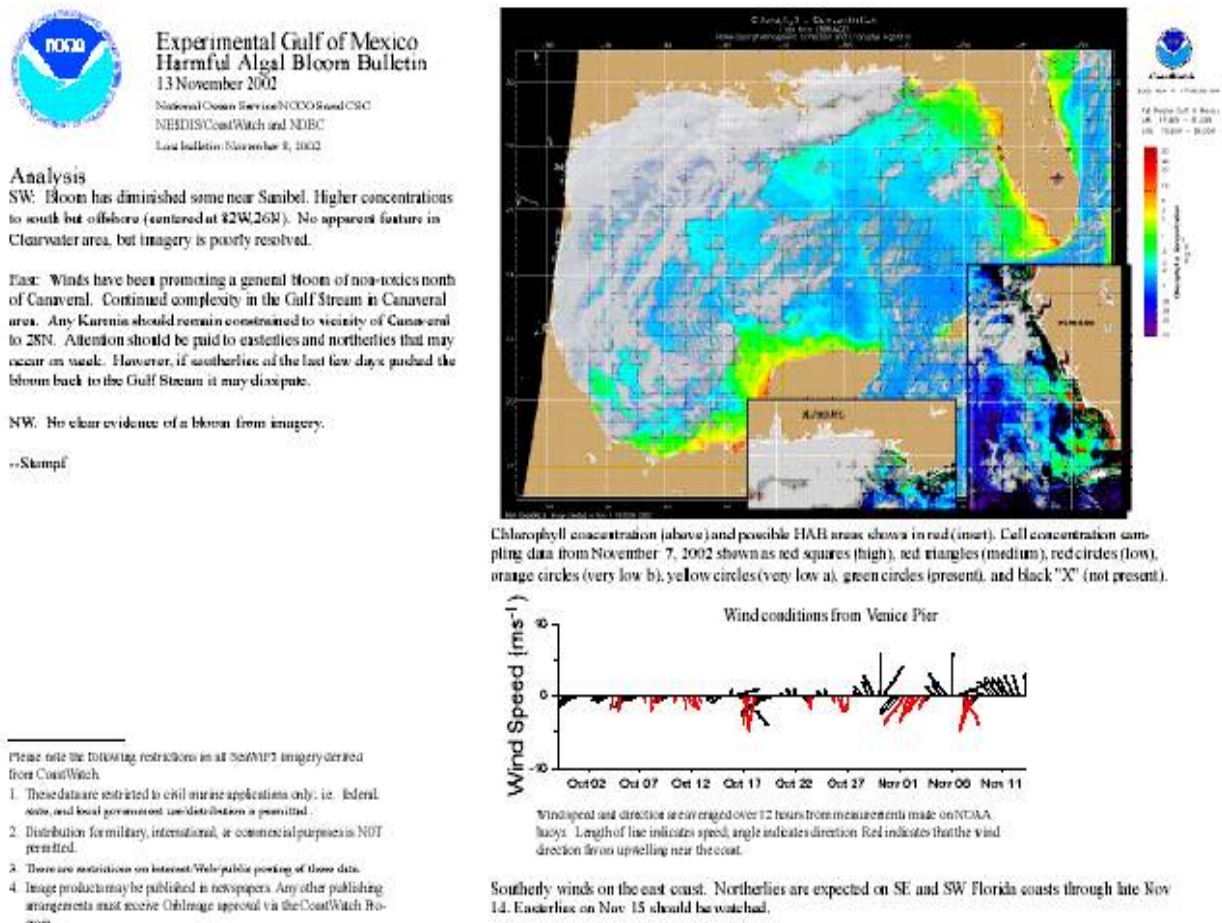 NOAA
Experimental Gulf of Mexico
Harmful Algal Bloom Bulletin
13 November 2002
National Ocean Service/NCCOS and CSC
NESDIS/CoastWatch and NDBC
Last bulletin: November 8, 2002
Analysis
SW: Bloom has diminished some near Sanibel. Higher concentrations
to south but offshore (centered at 82W,26N). No apparent feature in
Clearwater area, but imagery is poorly resolved.
East: Winds have been promoting a general bloom of non-toxics north
of Canaveral. Continued complexity in the Gulf Stream in Canaveral
area. Any Karenia should remain constrained to vicinity of Canaveral
to 28N. Attention should be paid to easterlies and northerlies that may
occur on week. However, if southerlies of the last few days pushed the
bloom back to the Gulf Stream it may dissipate.
NW. No clear evidence of a bloom from imagery.
--Stumpf
Please note the following restrictions on all SeaWiFS imagery derived
from CoastWatch.
1. These data are restricted to civil marine applications only; i.e. federal,
state, and local government use/distribution is permitted.
2. Distribution for military, international, or commercial purposes is NOT
permitted.
3. There are restrictions on Internet/Web/public posting of these data.
4. Image products may be published in newspapers. Any other publishing
arrangements must receive OrbImage approval via the CoastWatch Pro-
Chlorophyll Concentration
CoastWatch
Chlorophyll concentration (above) and possible HAB areas shown in red (inset). Cell concentration sam-
pling data from November 7, 2002 shown as red squares (high), red triangles (medium), red circles (low),
orange circles (very low b), yellow circles (very low a), green circles (present), and black "X" (not present).
Wind conditions from Venice Pier
Wind Speed (ms-1)
10
0
-10
Oct 02 Oct 07 Oct 12 Oct 17 Oct 22 Oct 27 Nov 01 Nov 06 Nov 11
Wind speed and direction are averaged over 12 hours from measurements made on NOAA
buoys. Length of line indicates speed; angle indicates direction. Red indicates that the wind
direction favors upwelling near the coast.
Southerly winds on the east coast. Northerlies are expected on SE and SW Florida coasts through late Nov
14. Easterlies on Nov 15 should be watched.